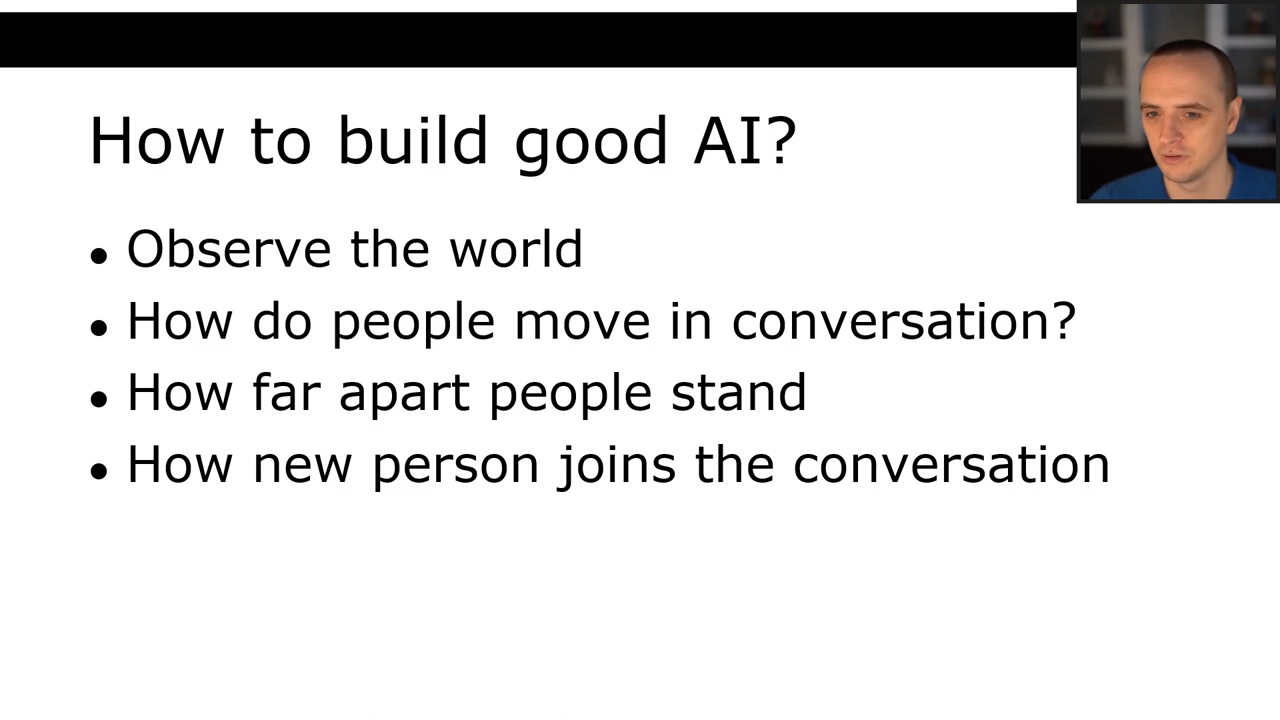 How to build good AI?
● Observe the world
● How do people move in conversation?
● How far apart people stand
● How new person joins the conversation